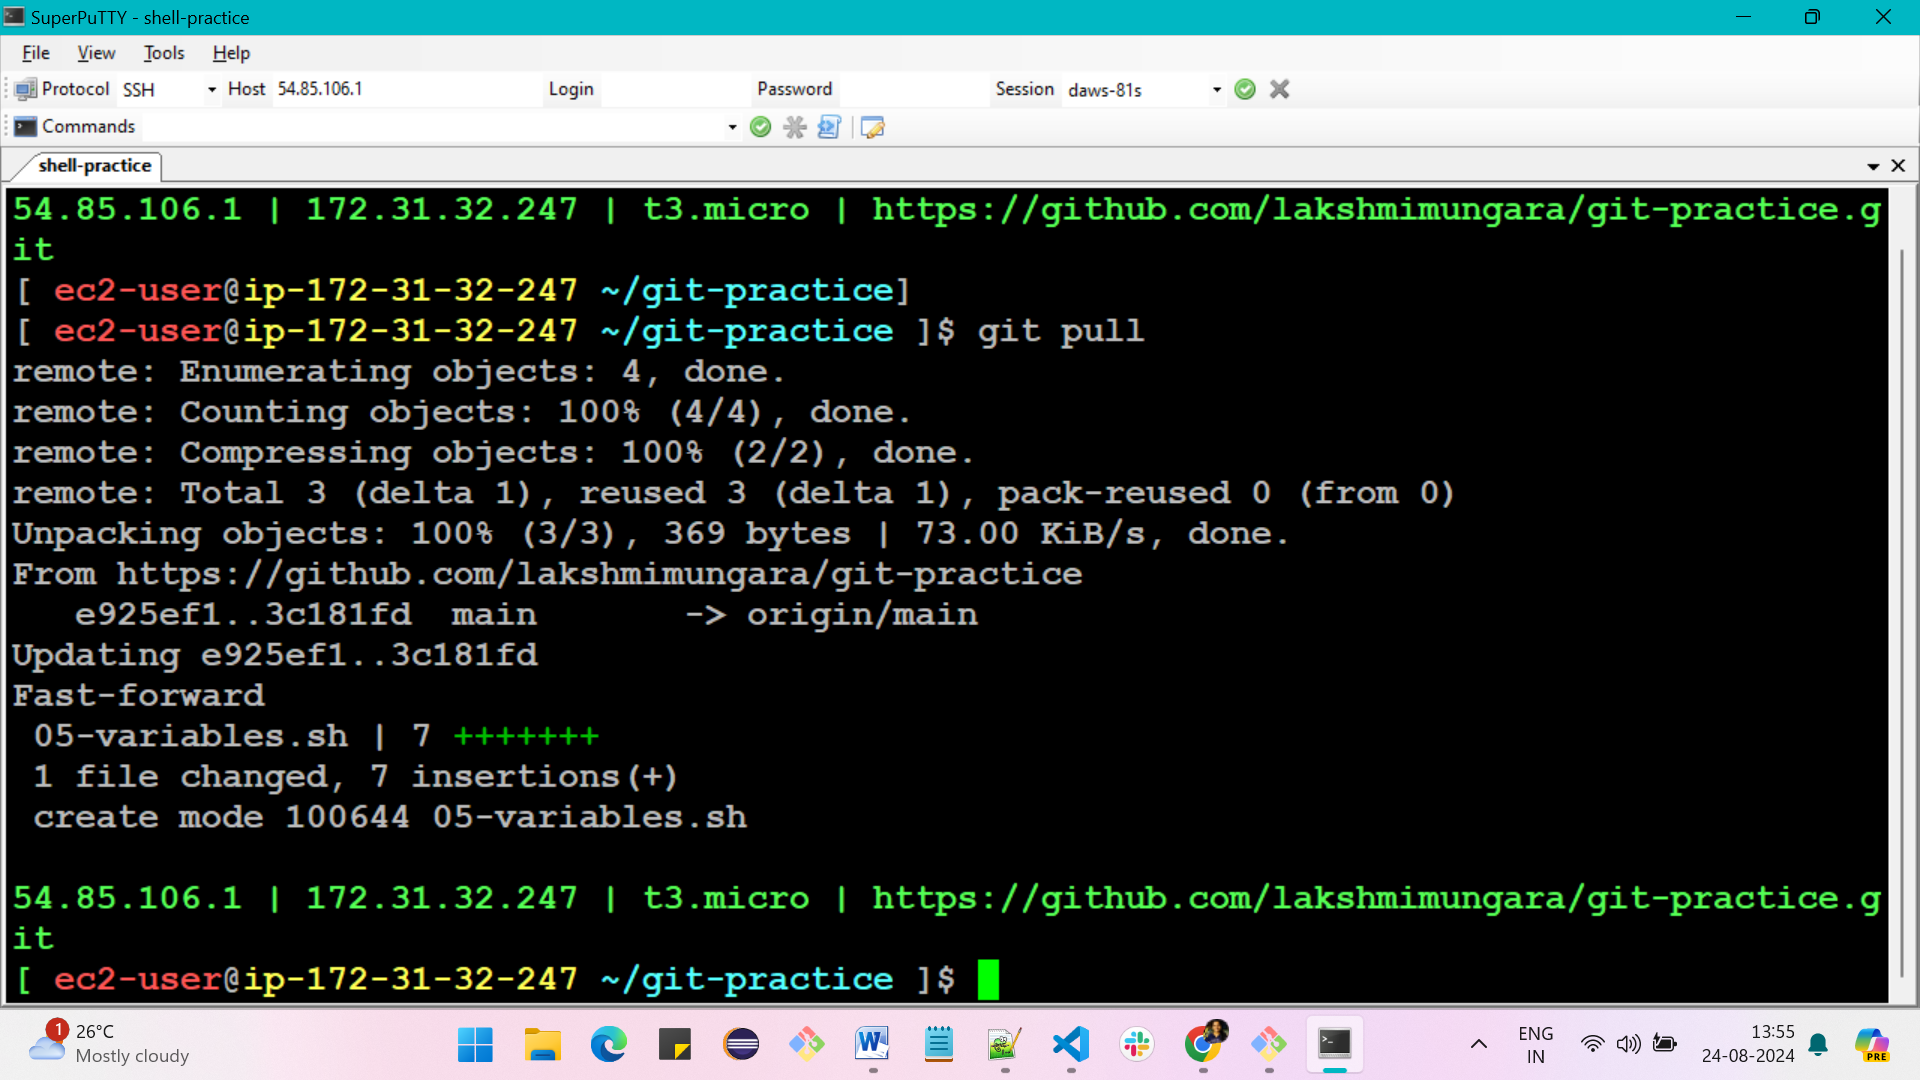 SuperPuTTY - shell-practice
File View Tools Help
Protocol SSH Host 54.85.106.1 Login Password Session daws-81s
Commands
shell-practice
54.85.106.1 | 172.31.32.247 | t3.micro | https://github.com/lakshmimungara/git-practice.g
it
[ ec2-user@ip-172-31-32-247 ~/git-practice]
[ ec2-user@ip-172-31-32-247 ~/git-practice ]$ git pull
remote: Enumerating objects: 4, done.
remote: Counting objects: 100% (4/4), done.
remote: Compressing objects: 100% (2/2), done.
remote: Total 3 (delta 1), reused 3 (delta 1), pack-reused 0 (from 0)
Unpacking objects: 100% (3/3), 369 bytes | 73.00 KiB/s, done.
From https://github.com/lakshmimungara/git-practice
   e925ef1..3c181fd  main       -> origin/main
Updating e925ef1..3c181fd
Fast-forward
 05-variables.sh | 7 +++++++
 1 file changed, 7 insertions(+)
 create mode 100644 05-variables.sh
54.85.106.1 | 172.31.32.247 | t3.micro | https://github.com/lakshmimungara/git-practice.g
it
[ ec2-user@ip-172-31-32-247 ~/git-practice ]$
1 26°C ENG 13:55
Mostly cloudy IN 24-08-2024 PRE